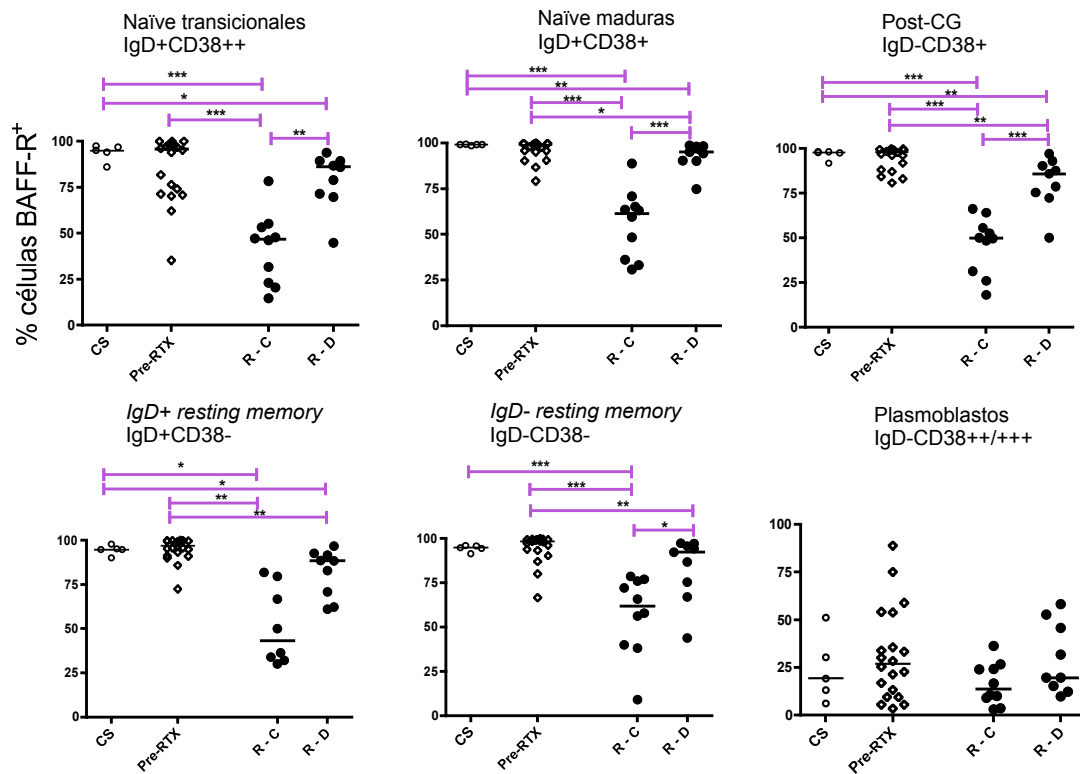 Naïve transicionales
IgD+CD38++
***
*
***
**
% células BAFF-R+
100
75
50
25
0
CS
Pre-RTX
R - C
R - D
Naïve maduras
IgD+CD38+
***
**
***
*
***
100
75
50
25
0
CS
Pre-RTX
R - C
R - D
Post-CG
IgD-CD38+
***
**
***
**
***
100
75
50
25
0
CS
Pre-RTX
R - C
R - D
IgD+ resting memory
IgD+CD38-
*
*
**
**
100
75
50
25
0
CS
Pre-RTX
R - C
R - D
IgD- resting memory
IgD-CD38-
***
***
**
*
100
75
50
25
0
CS
Pre-RTX
R - C
R - D
Plasmoblastos
IgD-CD38++/+++
100
75
50
25
0
CS
Pre-RTX
R - C
R - D